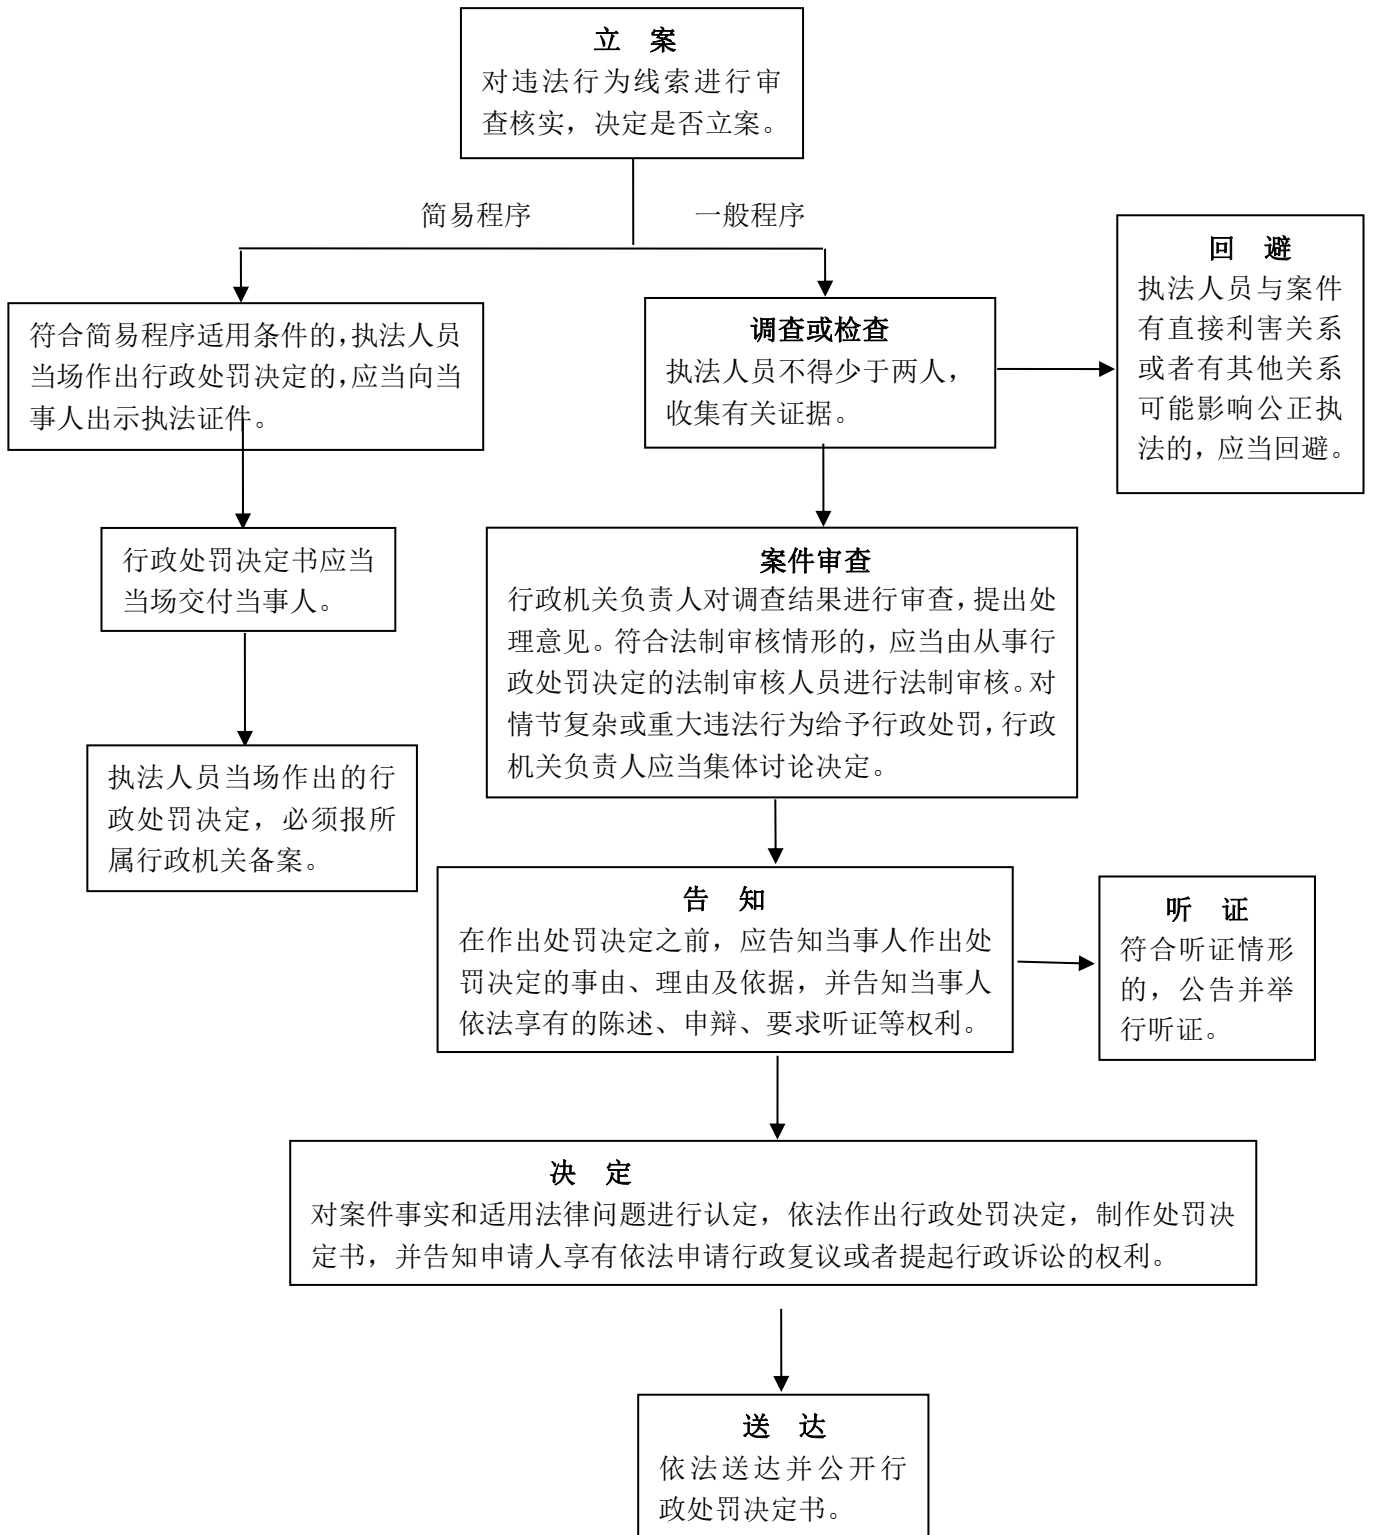 立 案
对违法行为线索进行审
查核实，决定是否立案。
简易程序
一般程序
符合简易程序适用条件的，执法人员
当场作出行政处罚决定的，应当向当
事人出示执法证件。
调查或检查
执法人员不得少于两人，
收集有关证据。
回 避
执法人员与案件
有直接利害关系
或者有其他关系
可能影响公正执
法的，应当回避。
行政处罚决定书应当
当场交付当事人。
案件审查
行政机关负责人对调查结果进行审查，提出处
理意见。符合法制审核情形的，应当由从事行
政处罚决定的法制审核人员进行法制审核。对
情节复杂或重大违法行为给予行政处罚，行政
机关负责人应当集体讨论决定。
执法人员当场作出的行
政处罚决定，必须报所
属行政机关备案。
告 知
在作出处罚决定之前，应告知当事人作出处
罚决定的事由、理由及依据，并告知当事人
依法享有的陈述、申辩、要求听证等权利。
听 证
符合听证情形
的，公告并举
行听证。
决 定
对案件事实和适用法律问题进行认定，依法作出行政处罚决定，制作处罚决
定书，并告知申请人享有依法申请行政复议或者提起行政诉讼的权利。
送 达
依法送达并公开行
政处罚决定书。